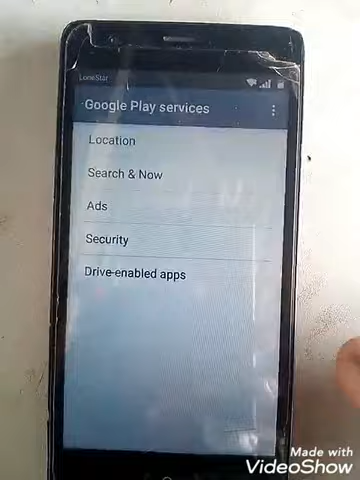 LoneStar
Google Play services
Location
Search & Now
Ads
Security
Drive-enabled apps
Made with
VideoShow